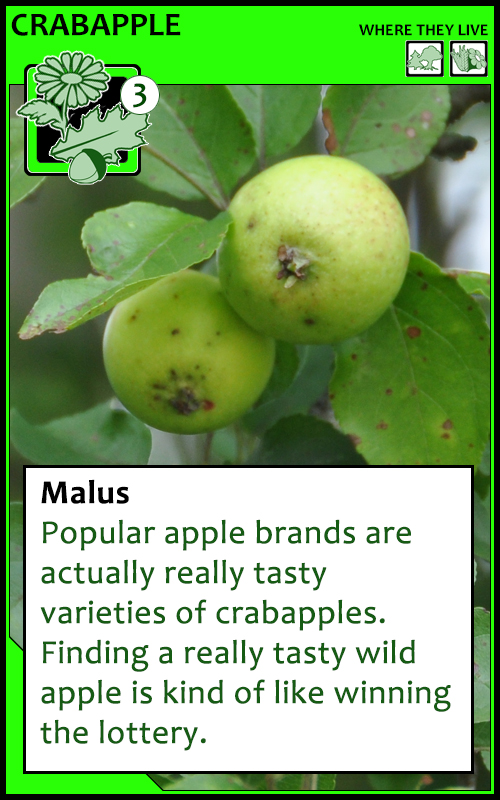 CRABAPPLE
WHERE THEY LIVE
3
Malus
Popular apple brands are
actually really tasty
varieties of crabapples.
Finding a really tasty wild
apple is kind of like winning
the lottery.